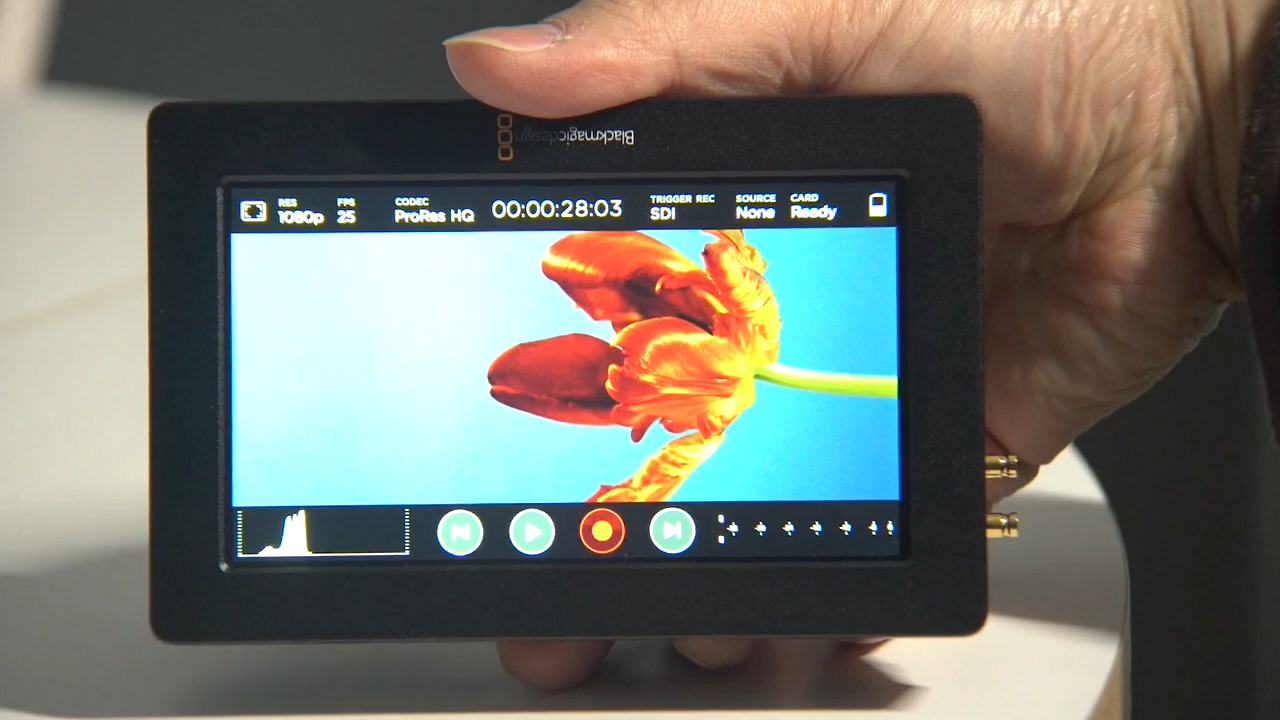 Blackmagicdesign
RES FPS CODEC 00:00:28:03 TRIGGER REC SOURCE CARD
1080p 25 ProRes HQ SDI None Ready